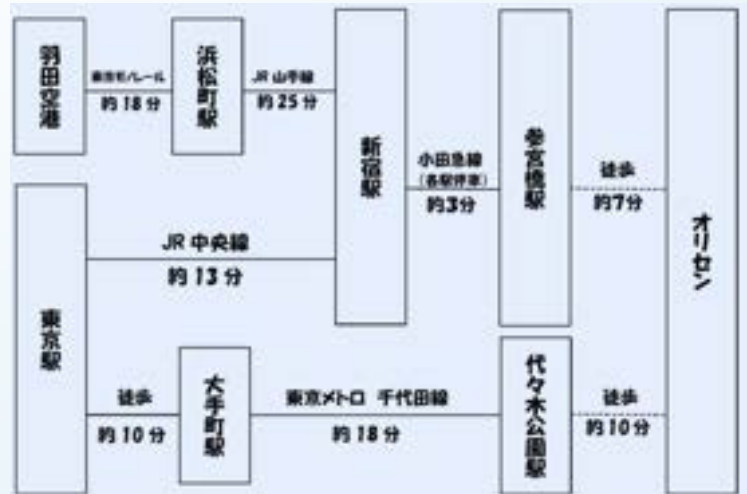 羽田空港
東京モノレール
約18分
浜松町駅
JR 山手線
約25分
新宿駅
小田急線
(各駅停車)
約3分
参宮橋駅
徒歩
約7分
オリセン
東京駅
JR 中央線
約13分
徒歩
約10分
大手町駅
東京メトロ 千代田線
約18分
代々木公園駅
徒歩
約10分